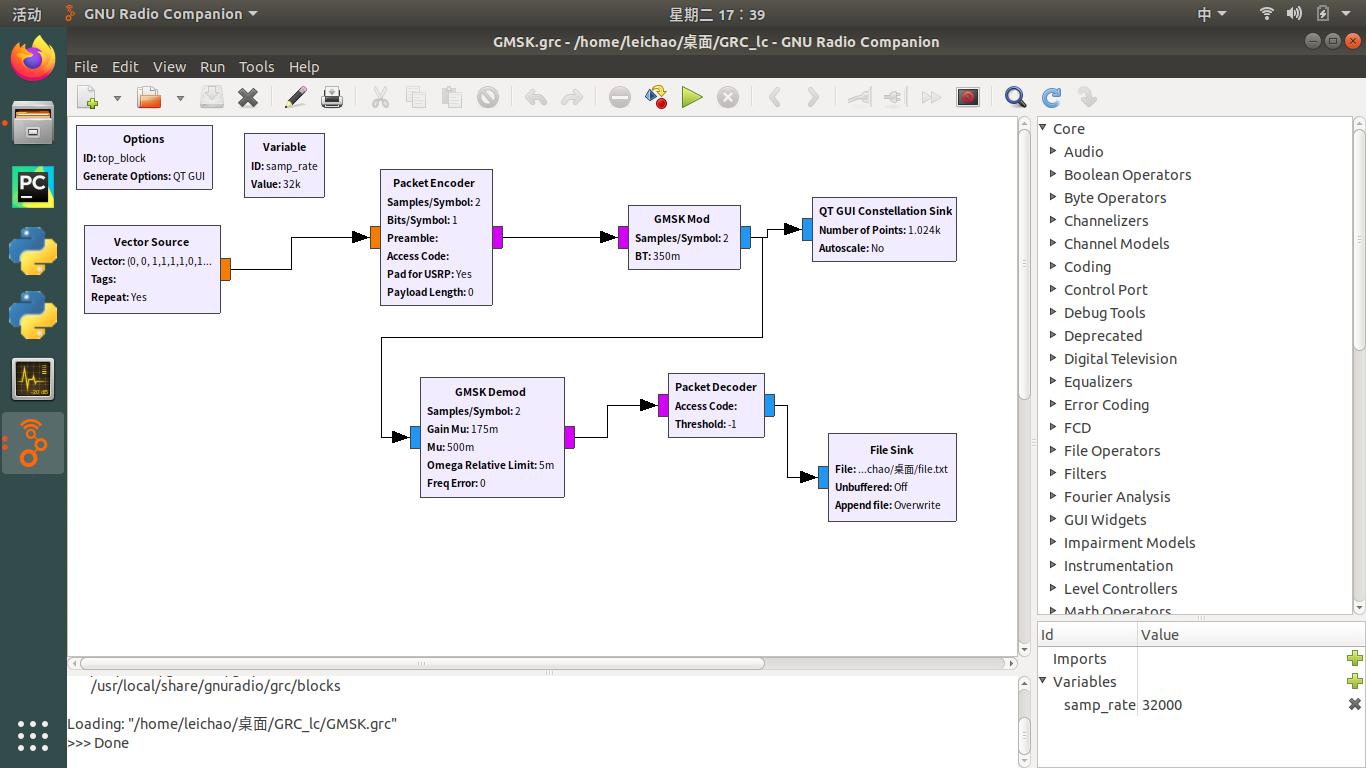 活动
GNU Radio Companion
星期二 17：39
中
GMSK.grc - /home/leichao/桌面/GRC_lc - GNU Radio Companion
File Edit View Run Tools Help
Options
ID: top_block
Generate Options: QT GUI
Variable
ID: samp_rate
Value: 32k
Vector Source
Vector: (0, 0, 1,1,1,1,0,1...
Tags:
Repeat: Yes
Packet Encoder
Samples/Symbol: 2
Bits/Symbol: 1
Preamble:
Access Code:
Pad for USRP: Yes
Payload Length: 0
GMSK Mod
Samples/Symbol: 2
BT: 350m
QT GUI Constellation Sink
Number of Points: 1.024k
Autoscale: No
GMSK Demod
Samples/Symbol: 2
Gain Mu: 175m
Mu: 500m
Omega Relative Limit: 5m
Freq Error: 0
Packet Decoder
Access Code:
Threshold: -1
File Sink
File: ...chao/桌面/file.txt
Unbuffered: Off
Append file: Overwrite
Core
Audio
Boolean Operators
Byte Operators
Channelizers
Channel Models
Coding
Control Port
Debug Tools
Deprecated
Digital Television
Equalizers
Error Coding
FCD
File Operators
Filters
Fourier Analysis
GUI Widgets
Impairment Models
Instrumentation
Level Controllers
Math Operators
Id Value
Imports
Variables
samp_rate 32000
/usr/local/share/gnuradio/grc/blocks
Loading: "/home/leichao/桌面/GRC_lc/GMSK.grc"
>>> Done
PC